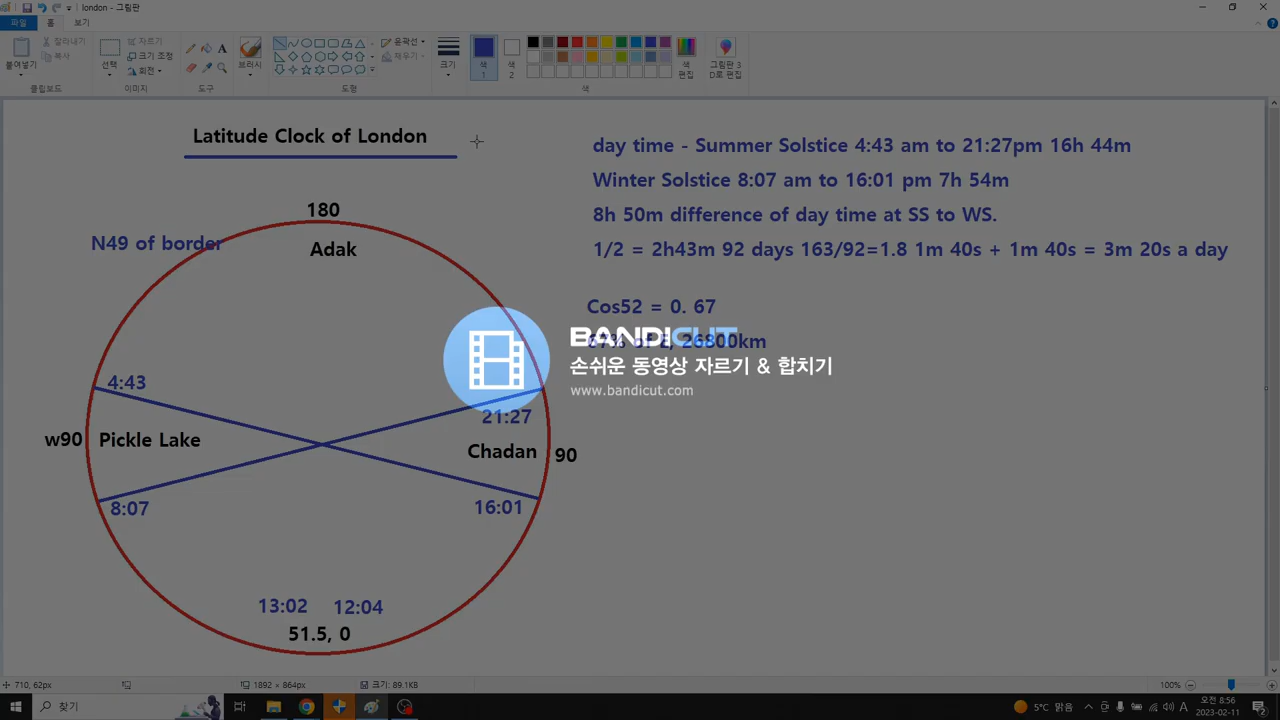 london - 그림판
파일 홈 보기
붙여넣기 잘라내기 복사 선택 자르기 크기 조정 회전 A 브러시 윤곽선 채우기 크기 색 1 색 2 색 편집 그림판 3D로 편집
클립보드 이미지 도구 도형 색
Latitude Clock of London
day time - Summer Solstice 4:43 am to 21:27pm 16h 44m
Winter Solstice 8:07 am to 16:01 pm 7h 54m
8h 50m difference of day time at SS to WS.
1/2 = 2h43m 92 days 163/92=1.8 1m 40s + 1m 40s = 3m 20s a day
Cos52 = 0. 67
67% of E, 26800km
180
N49 of border
Adak
4:43
21:27
w90 Pickle Lake
Chadan 90
8:07
16:01
13:02 12:04
51.5, 0
BANDICUT
손쉬운 동영상 자르기 & 합치기
www.bandicut.com
710, 62px 1892 × 864px 크기: 89.1KB 100%
찾기 5°C 맑음 A 오전 8:56
2023-02-11 2